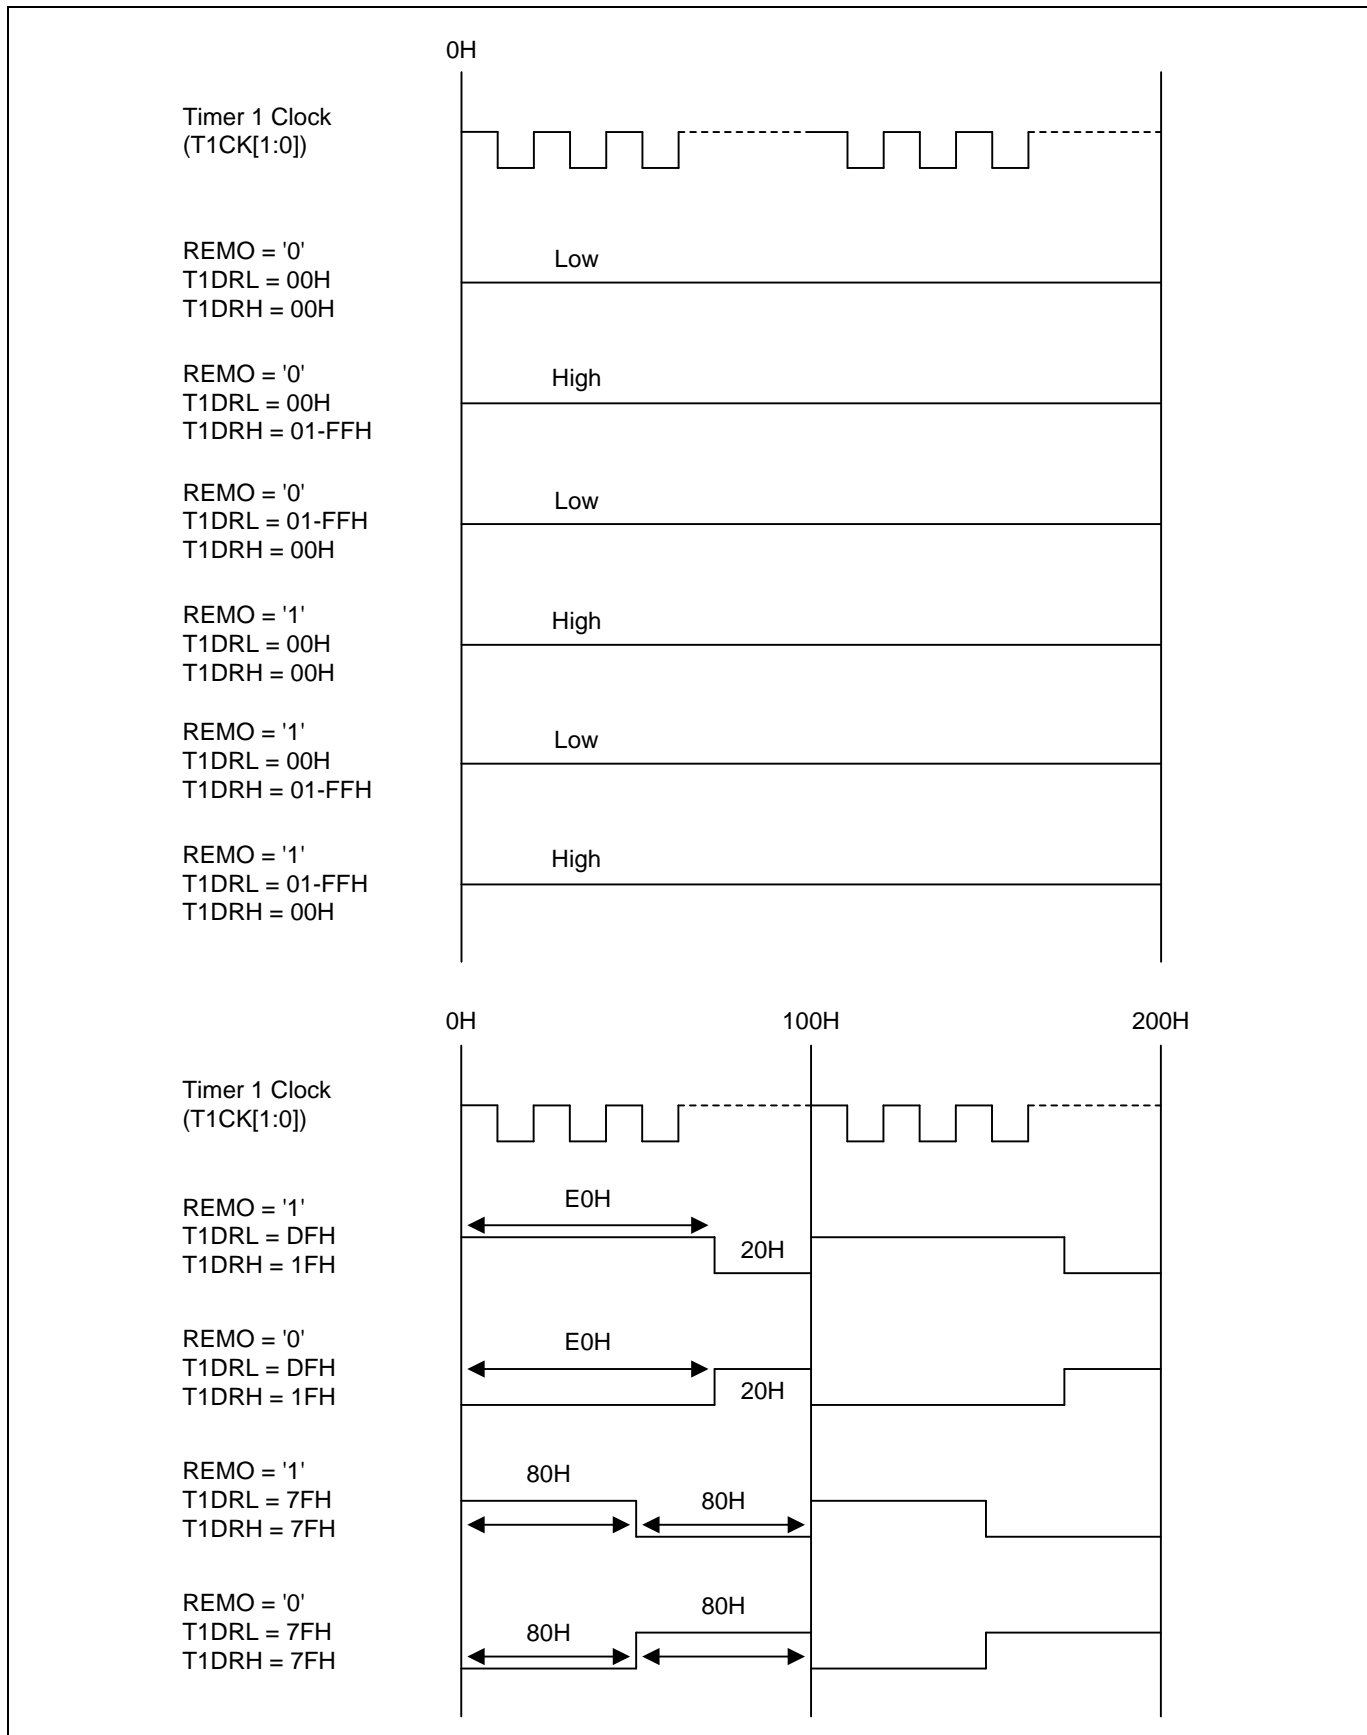 0H
Timer 1 Clock
(T1CK[1:0])
REMO = '0'
T1DRL = 00H
T1DRH = 00H
Low
REMO = '0'
T1DRL = 00H
T1DRH = 01-FFH
High
REMO = '0'
T1DRL = 01-FFH
T1DRH = 00H
Low
REMO = '1'
T1DRL = 00H
T1DRH = 00H
High
REMO = '1'
T1DRL = 00H
T1DRH = 01-FFH
Low
REMO = '1'
T1DRL = 01-FFH
T1DRH = 00H
High
0H 100H 200H
Timer 1 Clock
(T1CK[1:0])
REMO = '1'
T1DRL = DFH
T1DRH = 1FH
E0H
20H
REMO = '0'
T1DRL = DFH
T1DRH = 1FH
E0H
20H
REMO = '1'
T1DRL = 7FH
T1DRH = 7FH
80H
80H
REMO = '0'
T1DRL = 7FH
T1DRH = 7FH
80H
80H